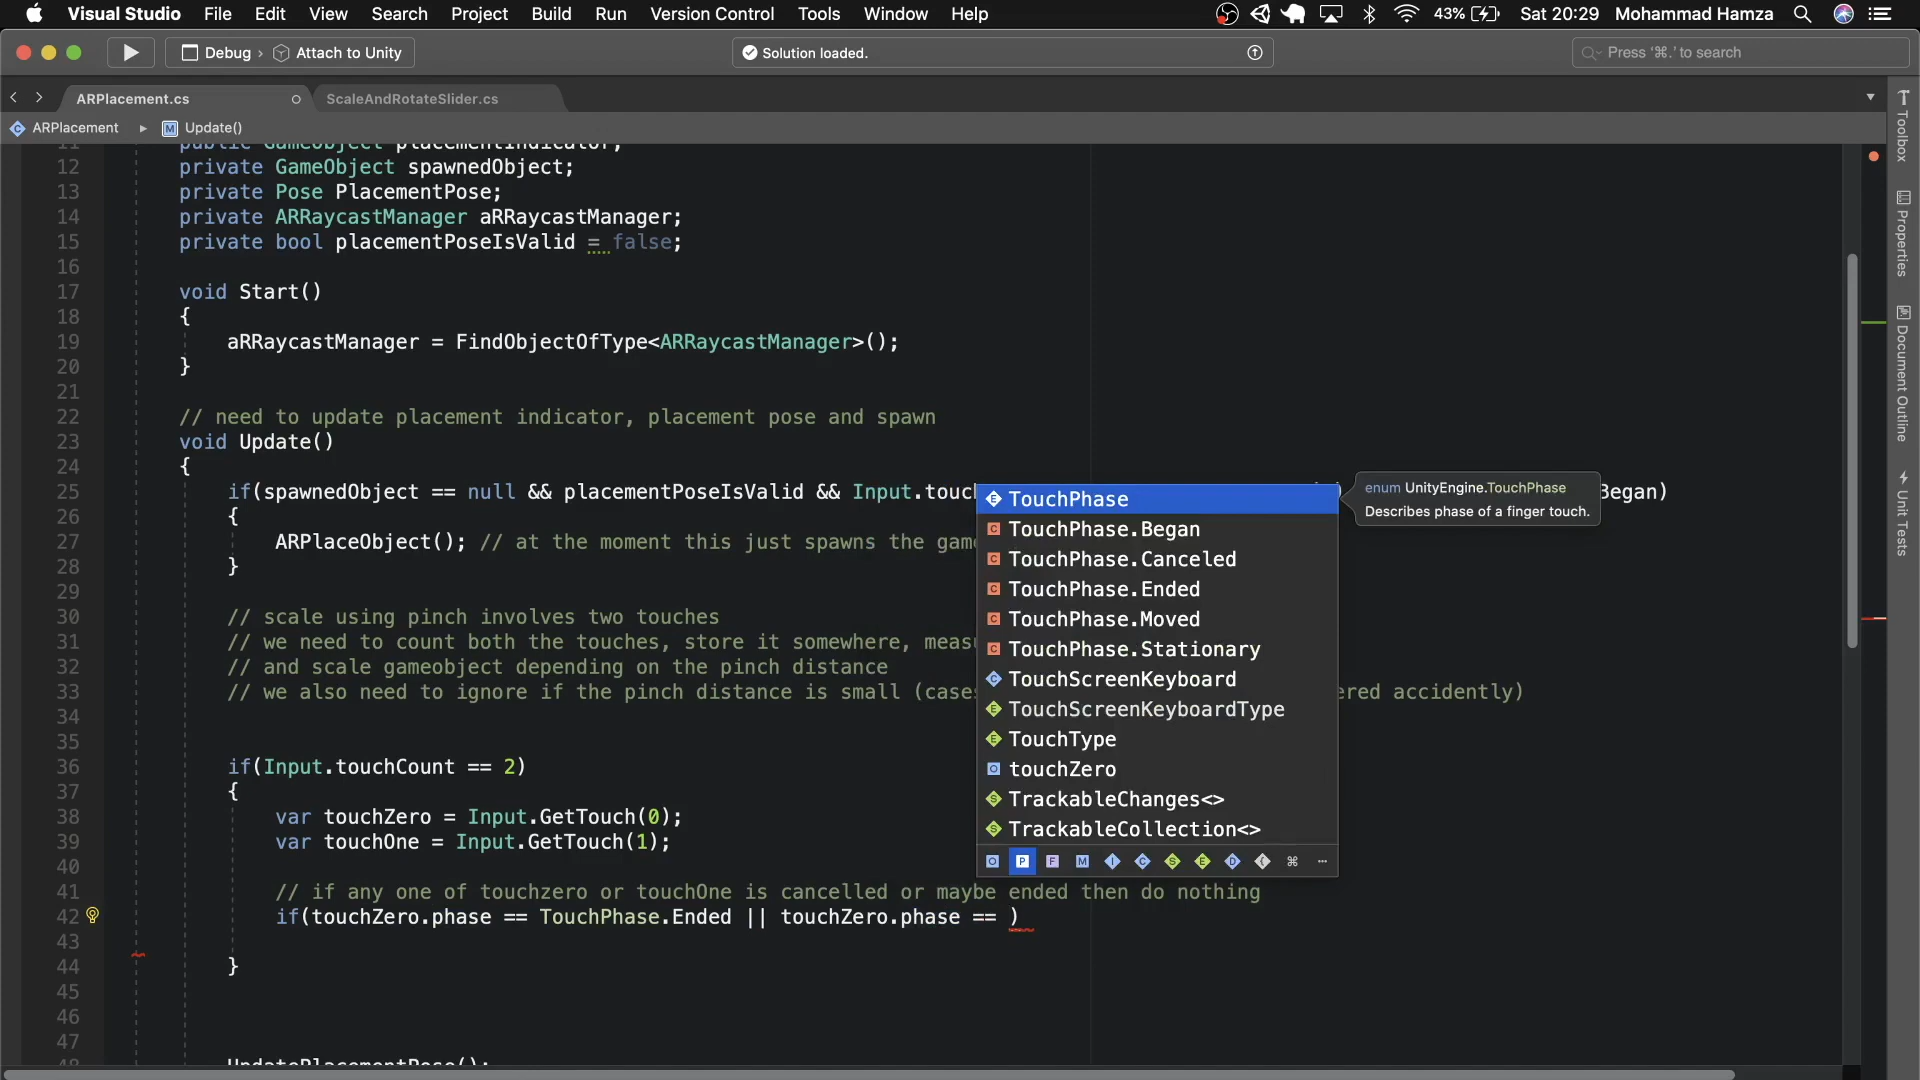 Visual Studio File Edit View Search Project Build Run Version Control Tools Window Help 43% Sat 20:29 Mohammad Hamza
Debug › Attach to Unity Solution loaded. Press '⌘.' to search
ARPlacement.cs ScaleAndRotateSlider.cs
ARPlacement ▸ Update()
11 public GameObject placementIndicator;
12 private GameObject spawnedObject;
13 private Pose PlacementPose;
14 private ARRaycastManager aRRaycastManager;
15 private bool placementPoseIsValid = false;
16
17 void Start()
18 {
19 aRRaycastManager = FindObjectOfType<ARRaycastManager>();
20 }
21
22 // need to update placement indicator, placement pose and spawn
23 void Update()
24 {
25 if(spawnedObject == null && placementPoseIsValid && Input.touc Began)
26 {
27 ARPlaceObject(); // at the moment this just spawns the gam
28 }
29
30 // scale using pinch involves two touches
31 // we need to count both the touches, store it somewhere, meas
32 // and scale gameobject depending on the pinch distance
33 // we also need to ignore if the pinch distance is small (cases ered accidently)
34
35
36 if(Input.touchCount == 2)
37 {
38 var touchZero = Input.GetTouch(0);
39 var touchOne = Input.GetTouch(1);
40
41 // if any one of touchzero or touchOne is cancelled or maybe ended then do nothing
42 if(touchZero.phase == TouchPhase.Ended || touchZero.phase == )
43
44 }
45
46
47
48 UpdatePlacementPose();
TouchPhase
TouchPhase.Began
TouchPhase.Canceled
TouchPhase.Ended
TouchPhase.Moved
TouchPhase.Stationary
TouchScreenKeyboard
TouchScreenKeyboardType
TouchType
touchZero
TrackableChanges<>
TrackableCollection<>
enum UnityEngine.TouchPhase
Describes phase of a finger touch.
Toolbox
Properties
Document Outline
Unit Tests